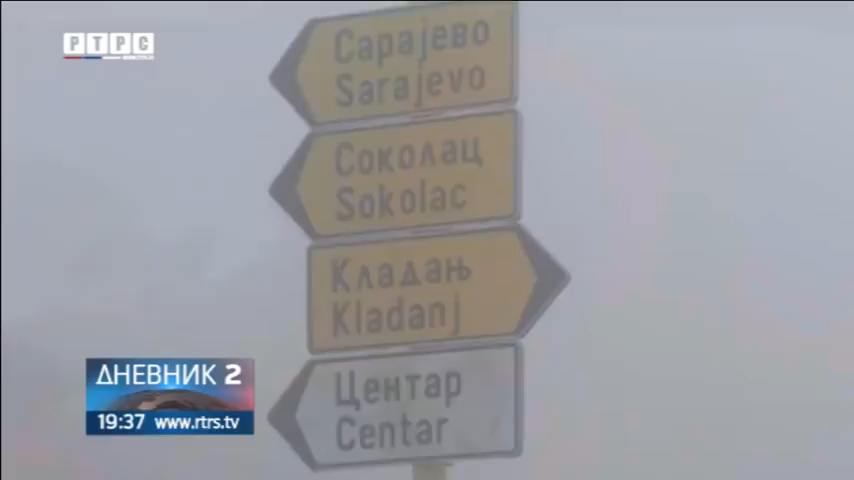 РТРС
Сарајево
Sarajevo
Соколац
Sokolac
Кладањ
Kladanj
Центар
Centar
ДНЕВНИК 2
19:37 www.rtrs.tv